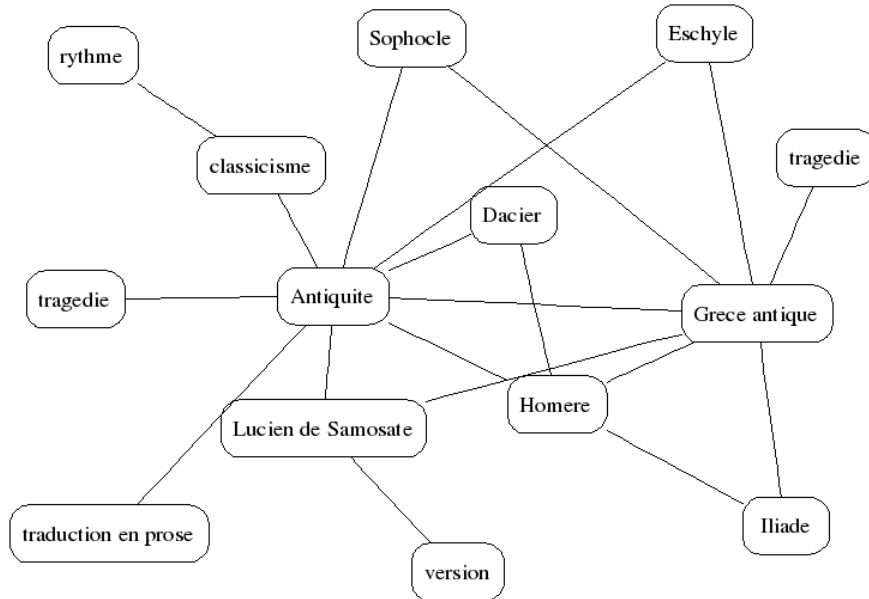 Sophocle
Eschyle
rythme
classicisme
tragedie
Dacier
tragedie
Antiquite
Grece antique
Homere
Lucien de Samosate
traduction en prose
Iliade
version